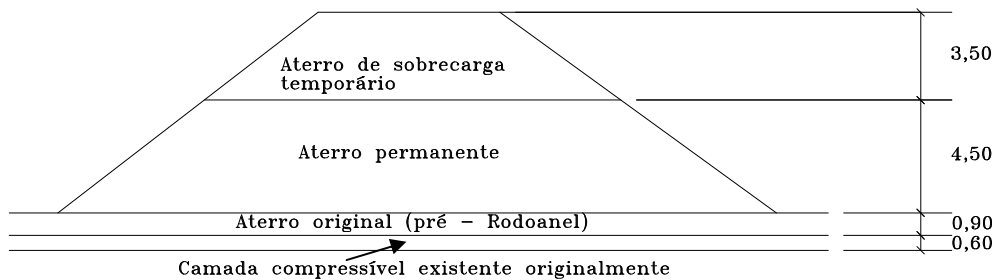 3,50
Aterro de sobrecarga
temporário
Aterro permanente
4,50
Aterro original (pré - Rodoanel)
0,90
0,60
Camada compressível existente originalmente